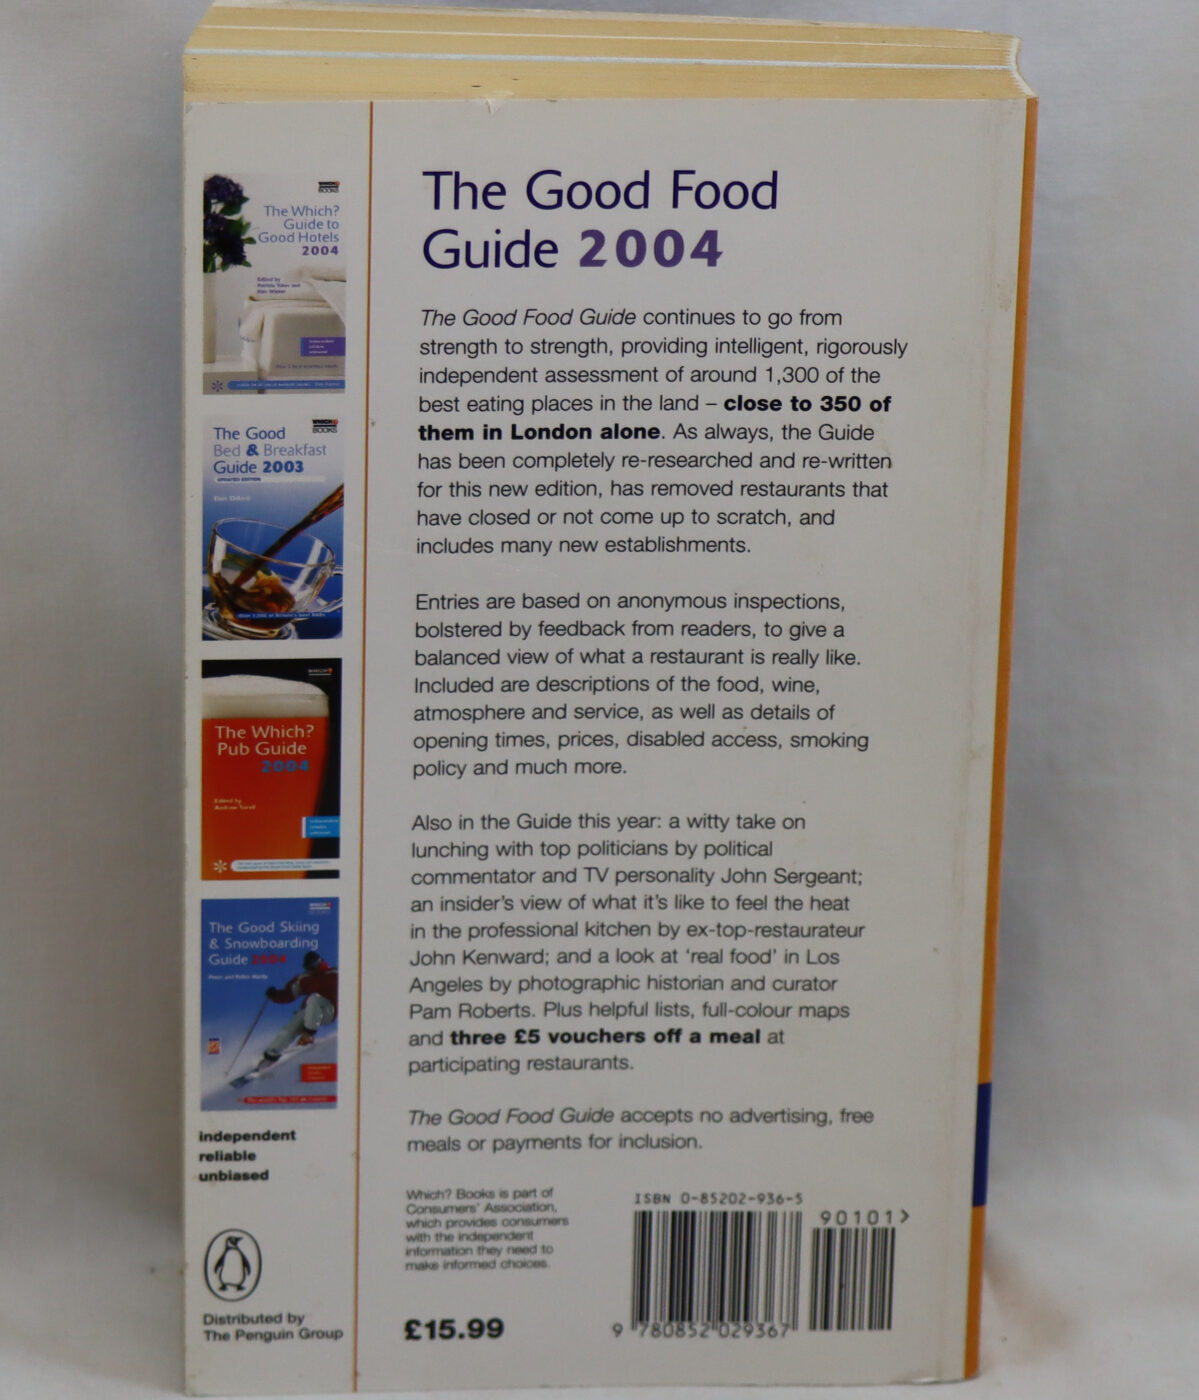 The Good Food
Guide 2004
The Good Food Guide continues to go from
strength to strength, providing intelligent, rigorously
independent assessment of around 1,300 of the
best eating places in the land – close to 350 of
them in London alone. As always, the Guide
has been completely re-researched and re-written
for this new edition, has removed restaurants that
have closed or not come up to scratch, and
includes many new establishments.
Entries are based on anonymous inspections,
bolstered by feedback from readers, to give a
balanced view of what a restaurant is really like.
Included are descriptions of the food, wine,
atmosphere and service, as well as details of
opening times, prices, disabled access, smoking
policy and much more.
Also in the Guide this year: a witty take on
lunching with top politicians by political
commentator and TV personality John Sergeant;
an insider's view of what it's like to feel the heat
in the professional kitchen by ex-top-restaurateur
John Kenward; and a look at 'real food' in Los
Angeles by photographic historian and curator
Pam Roberts. Plus helpful lists, full-colour maps
and three £5 vouchers off a meal at
participating restaurants.
The Good Food Guide accepts no advertising, free
meals or payments for inclusion.
Which? Books is part of
Consumers' Association,
which provides consumers
with the independent
information they need to
make informed choices.
£15.99
ISBN 0-85202-936-5
90101>
9 780852 029367
WHICH?
BOOKS
The Which?
Guide to
Good Hotels
2004
Edited by
WHICH?
BOOKS
The Good
Bed & Breakfast
Guide 2003
UPDATED EDITION
WHICH?
The Which?
Pub Guide
2004
Edited by
WHICH?
The Good Skiing
& Snowboarding
Guide 2004
independent
reliable
unbiased
Distributed by
The Penguin Group